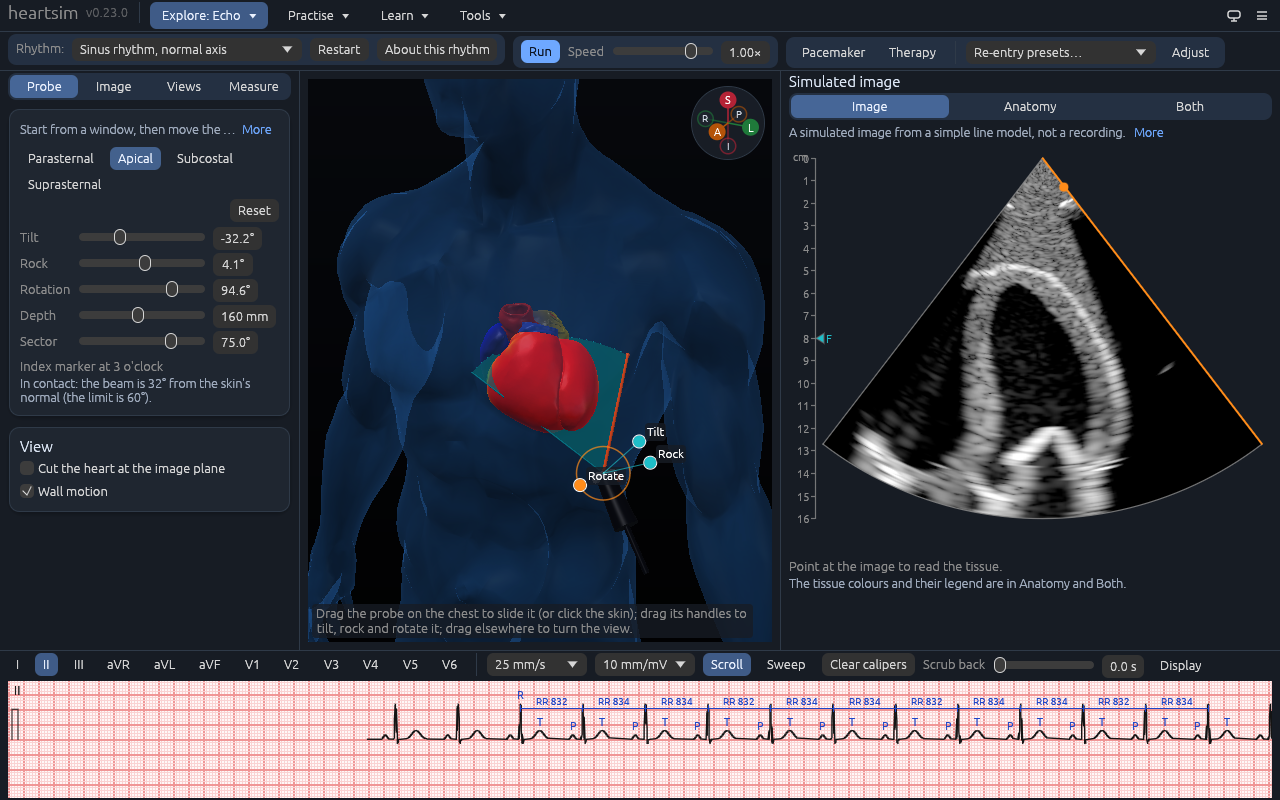 heartsim v0.23.0 Explore: Echo Practise Learn Tools
Rhythm: Sinus rhythm, normal axis Restart About this rhythm Run Speed 1.00× Pacemaker Therapy Re-entry presets... Adjust
Probe Image Views Measure
Start from a window, then move the ... More
Parasternal Apical Subcostal
Suprasternal
Reset
Tilt -32.2°
Rock 4.1°
Rotation 94.6°
Depth 160 mm
Sector 75.0°
Index marker at 3 o'clock
In contact: the beam is 32° from the skin's
normal (the limit is 60°).
View
Cut the heart at the image plane
Wall motion
S
R
P
A
L
I
Tilt
Rock
Rotate
Drag the probe on the chest to slide it (or click the skin); drag its handles to
tilt, rock and rotate it; drag elsewhere to turn the view.
Simulated image
Image Anatomy Both
A simulated image from a simple line model, not a recording. More
cm
1
2
3
4
5
6
7
8 F
9
10
11
12
13
14
15
16
Point at the image to read the tissue.
The tissue colours and their legend are in Anatomy and Both.
I II III aVR aVL aVF V1 V2 V3 V4 V5 V6 25 mm/s 10 mm/mV Scroll Sweep Clear calipers Scrub back 0.0 s Display
II
R
RR 832 RR 834 RR 834 RR 832 RR 834 RR 834 RR 832 RR 834 RR 834 RR 832 RR 834
T P T P T P T P T P T P T P T P T P T P T P T